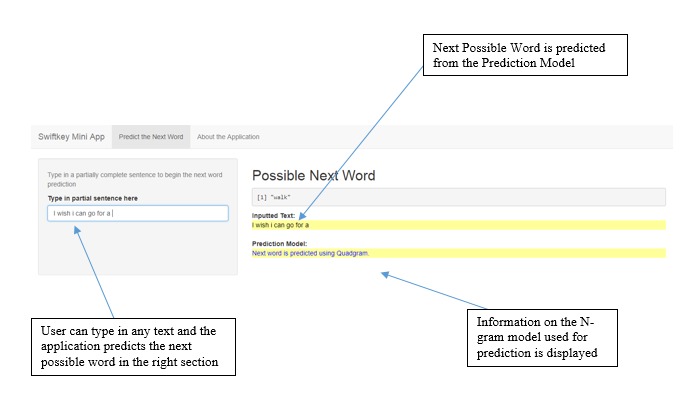 Next Possible Word is predicted
from the Prediction Model
Swiftkey Mini App Predict the Next Word About the Application
Type in a partially complete sentence to begin the next word
prediction
Type in partial sentence here
I wish i can go for a
Possible Next Word
[1] "walk"
Inputted Text:
I wish i can go for a
Prediction Model:
Next word is predicted using Quadgram.
User can type in any text and the
application predicts the next
possible word in the right section
Information on the N-
gram model used for
prediction is displayed